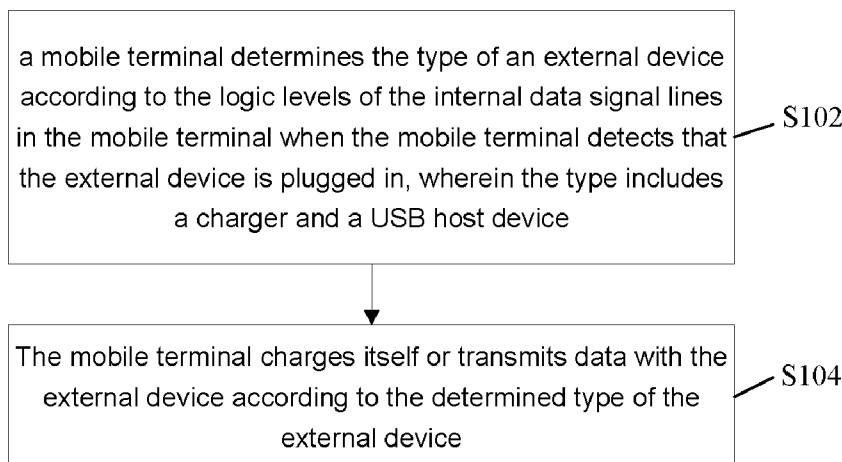 a mobile terminal determines the type of an external device
according to the logic levels of the internal data signal lines
in the mobile terminal when the mobile terminal detects that
the external device is plugged in, wherein the type includes
a charger and a USB host device
S102
The mobile terminal charges itself or transmits data with the
external device according to the determined type of the
external device
S104